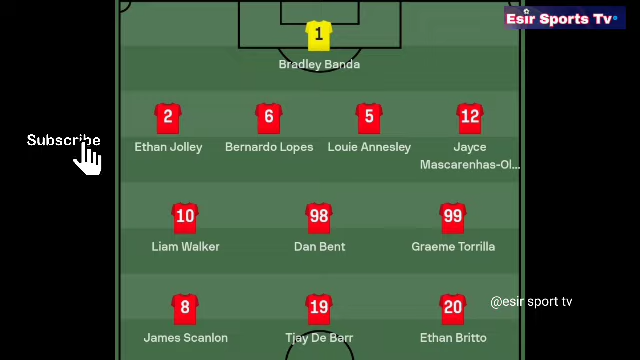 Esir Sports Tv
1
Bradley Banda
2 6 5 12
Ethan Jolley Bernardo Lopes Louie Annesley Jayce
Mascarenhas-Ol...
Subscribe
10 98 99
Liam Walker Dan Bent Graeme Torrilla
8 19 20
@esir sport tv
James Scanlon Tjay De Barr Ethan Britto